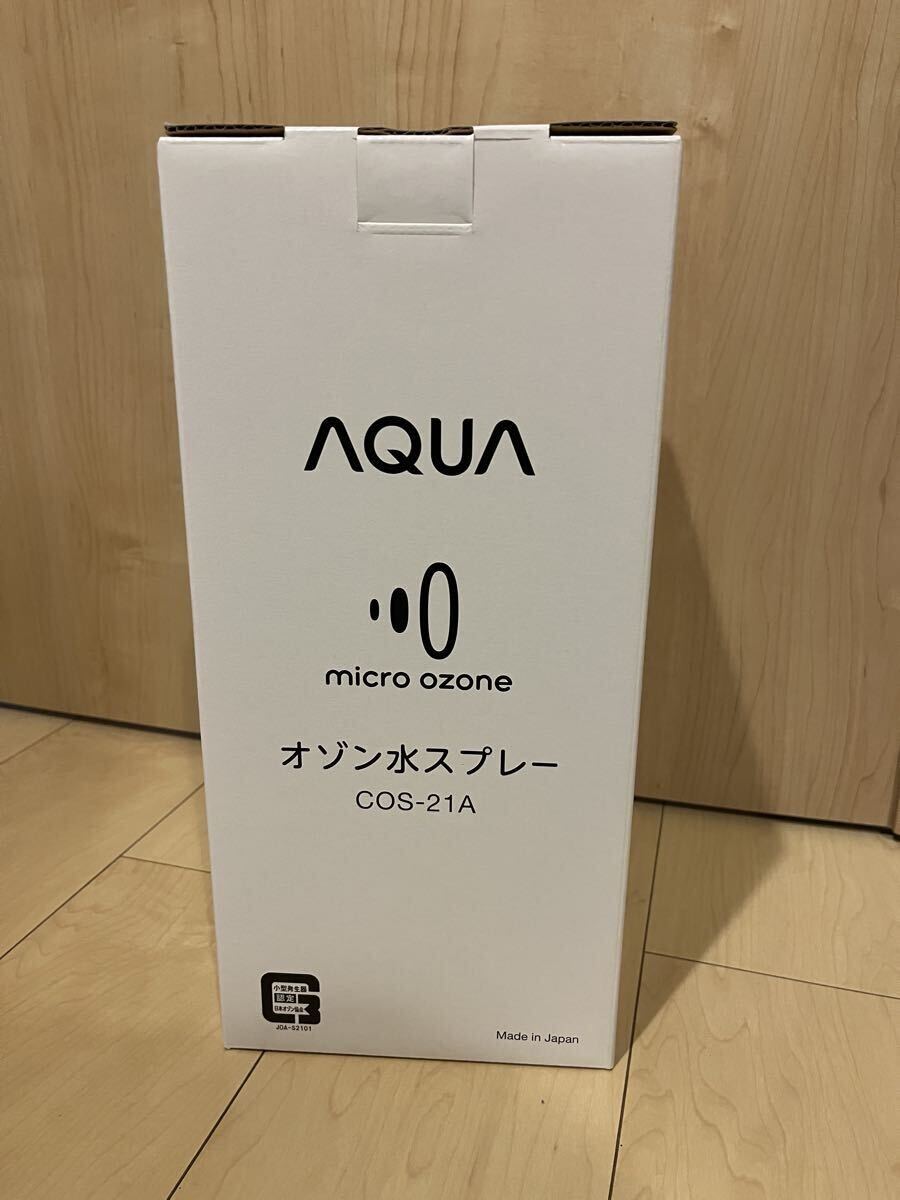 AQUA
micro ozone
オゾン水スプレー
COS-21A
小型発生器
認定
日本オゾン協会
JOA-S2101
Made in Japan